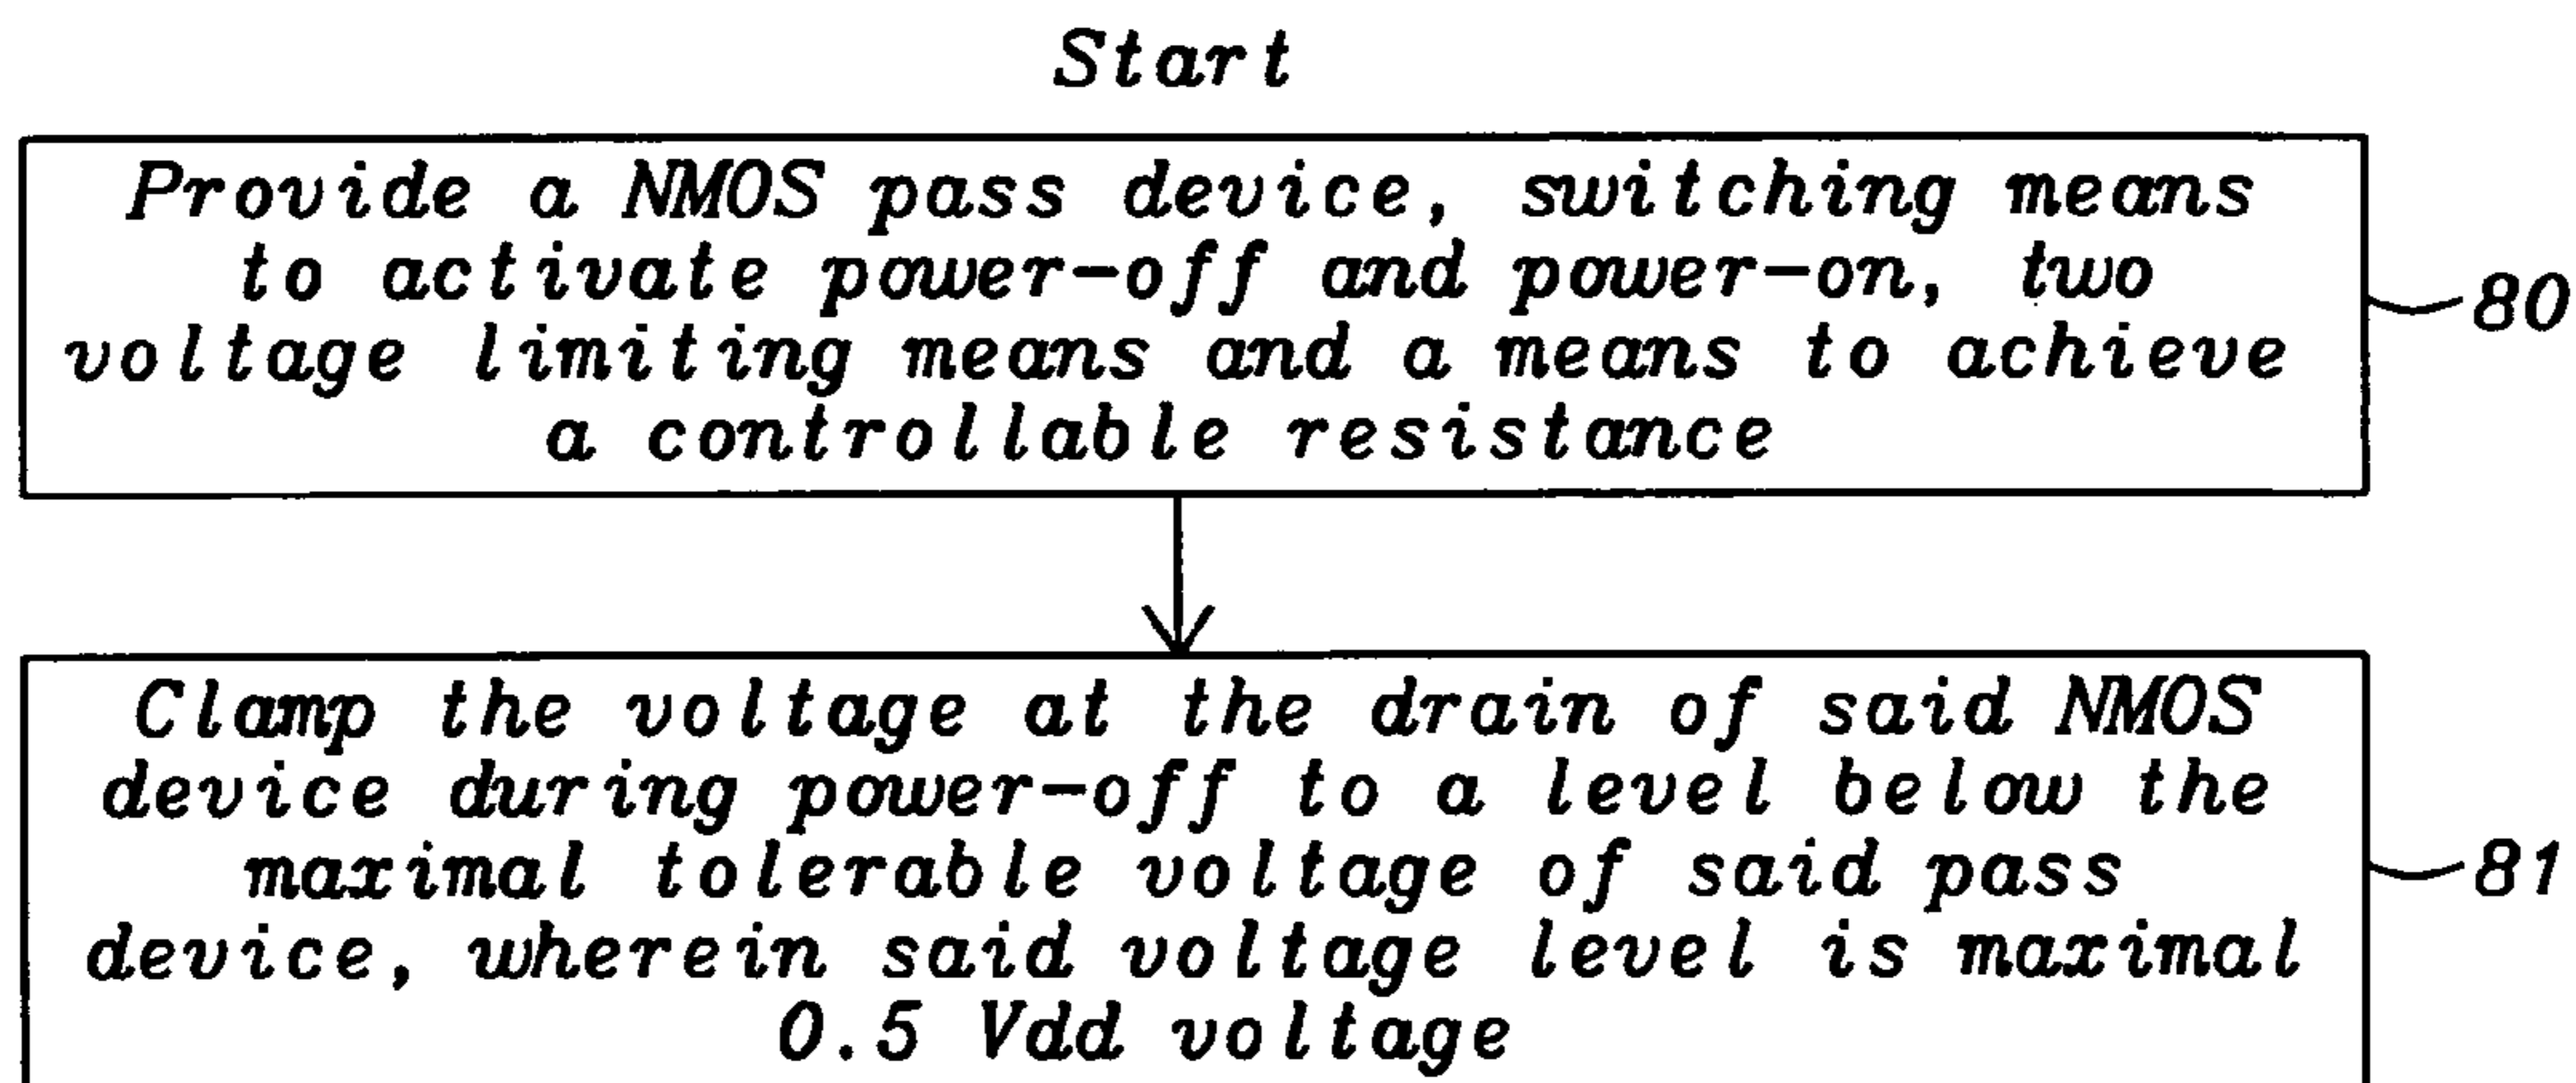 Start
Provide a NMOS pass device, switching means
to activate power-off and power-on, two
voltage limiting means and a means to achieve
a controllable resistance
80
Clamp the voltage at the drain of said NMOS
device during power-off to a level below the
maximal tolerable voltage of said pass
device, wherein said voltage level is maximal
0.5 Vdd voltage
81